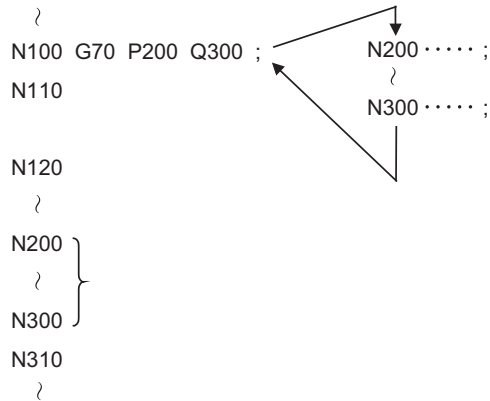 ~
N100 G70 P200 Q300 ;
N110
N120
~
N200
~
N300
N310
~
N200 ····· ;
~
N300 ····· ;